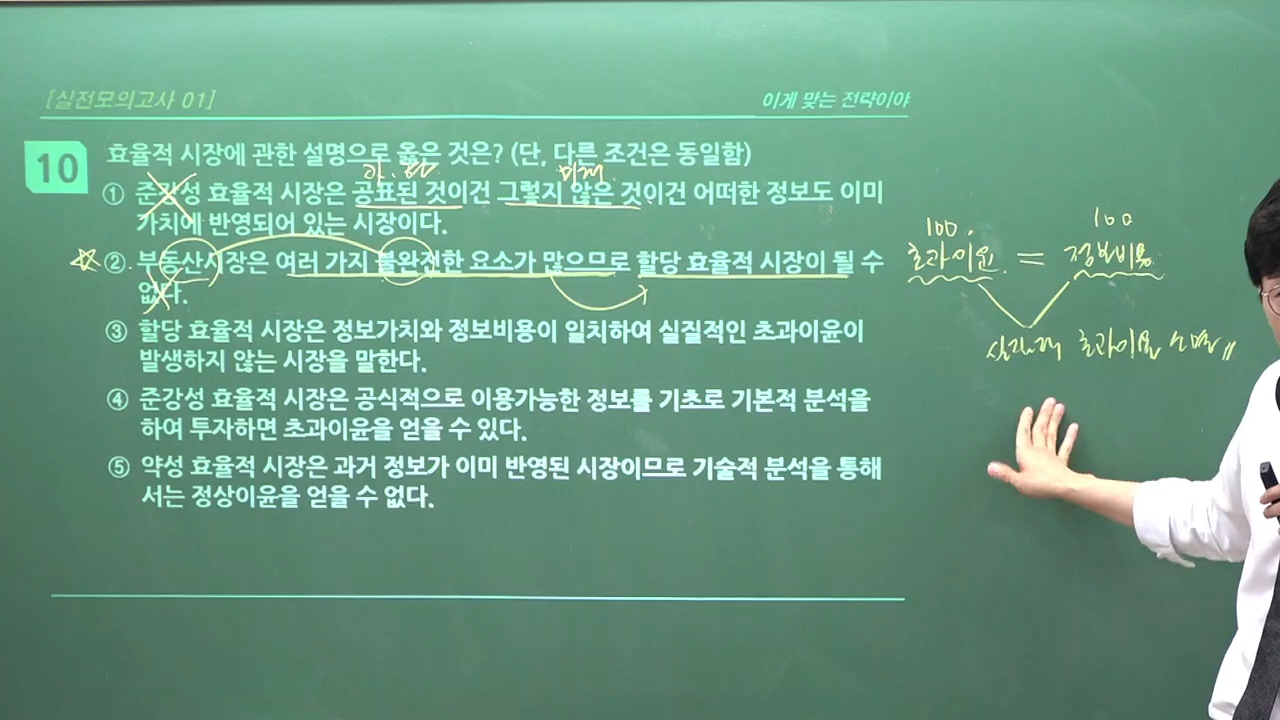 [실전모의고사 01]
이게 맞는 전략이야
10
효율적 시장에 관한 설명으로 옳은 것은? (단, 다른 조건은 동일함)
과. 현
미래
① 준강성 효율적 시장은 공표된 것이건 그렇지 않은 것이건 어떠한 정보도 이미
가치에 반영되어 있는 시장이다.
② 부동산시장은 여러 가지 불완전한 요소가 많으므로 할당 효율적 시장이 될 수
없다.
③ 할당 효율적 시장은 정보가치와 정보비용이 일치하여 실질적인 초과이윤이
발생하지 않는 시장을 말한다.
④ 준강성 효율적 시장은 공식적으로 이용가능한 정보를 기초로 기본적 분석을
하여 투자하면 초과이윤을 얻을 수 있다.
⑤ 약성 효율적 시장은 과거 정보가 이미 반영된 시장이므로 기술적 분석을 통해
서는 정상이윤을 얻을 수 없다.
100. 100
초과이윤 = 정보비용
초과이윤 소멸〃